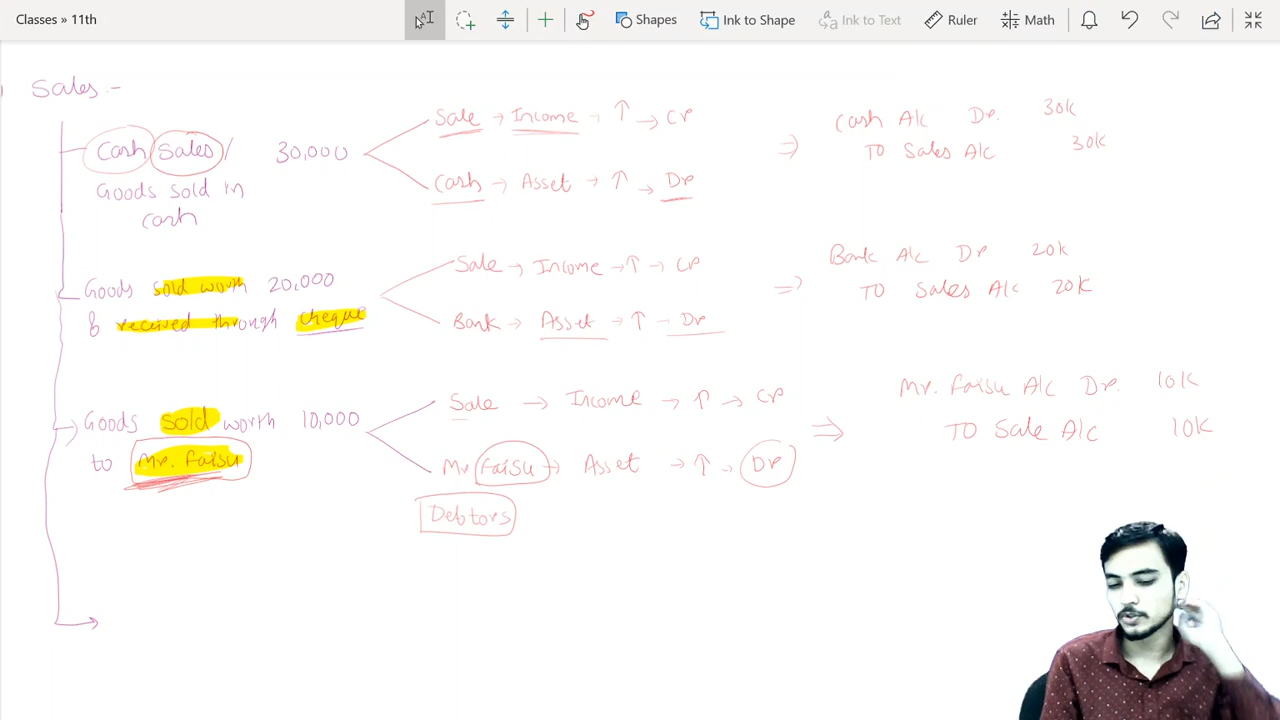 Classes » 11th
Shapes
Ink to Shape
Ink to Text
Ruler
Math
Sales :-
Cash Sales / 30,000
Goods sold in
cash
Sale → Income → ↑ → Cr
Cash → Asset → ↑ → Dr
⇒ Cash A/c Dr. 30k
TO Sales A/c 30k
Goods sold worth 20,000
& received through cheque
Sale → Income → ↑ → Cr
Bank → Asset → ↑ → Dr
⇒ Bank A/c Dr 20k
TO Sales A/c 20k
Goods sold worth 10,000
to Mr. Faisu
Sale → Income → ↑ → Cr
Mr Faisu → Asset → ↑ → Dr
Debtors
⇒ Mr. Faisu A/c Dr. 10k
TO Sale A/c 10k